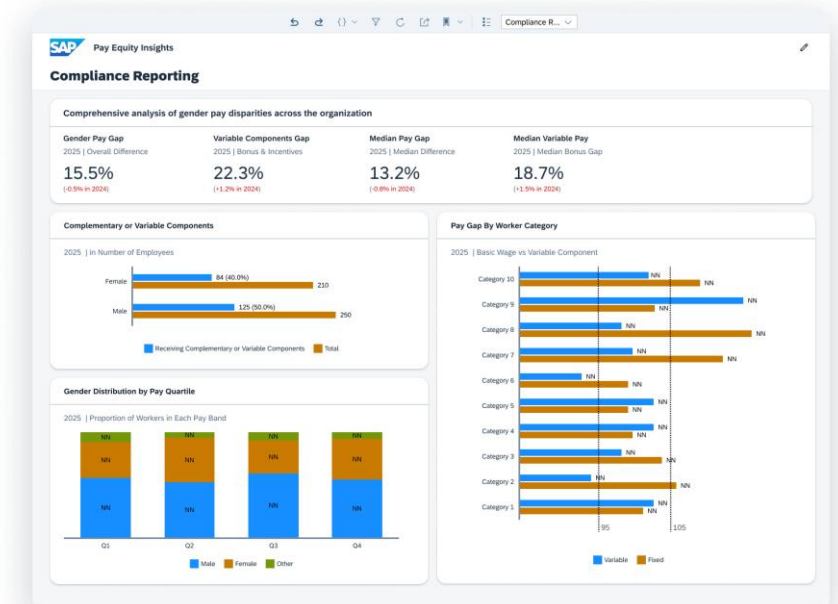 Compliance R...
SAP Pay Equity Insights
Compliance Reporting
Comprehensive analysis of gender pay disparities across the organization
Gender Pay Gap
2025 | Overall Difference
15.5%
(-0.5% in 2024)
Variable Components Gap
2025 | Bonus & Incentives
22.3%
(+1.2% in 2024)
Median Pay Gap
2025 | Median Difference
13.2%
(-0.8% in 2024)
Median Variable Pay
2025 | Median Bonus Gap
18.7%
(+1.5% in 2024)
Complementary or Variable Components
2025 | in Number of Employees
Female 84 (40.0%)
210
Male 125 (50.0%)
250
Receiving Complementary or Variable Components Total
Gender Distribution by Pay Quartile
2025 | Proportion of Workers in Each Pay Band
NN NN NN NN
NN NN NN NN
NN NN NN NN
Q1 Q2 Q3 Q4
Male Female Other
Pay Gap By Worker Category
2025 | Basic Wage vs Variable Component
Category 10 NN
NN
Category 9 NN
NN
Category 8 NN
NN
Category 7 NN
NN
Category 6 NN
NN
Category 5 NN
NN
Category 4 NN
NN
Category 3 NN
NN
Category 2 NN
NN
Category 1 NN
NN
95 105
Variable Fixed